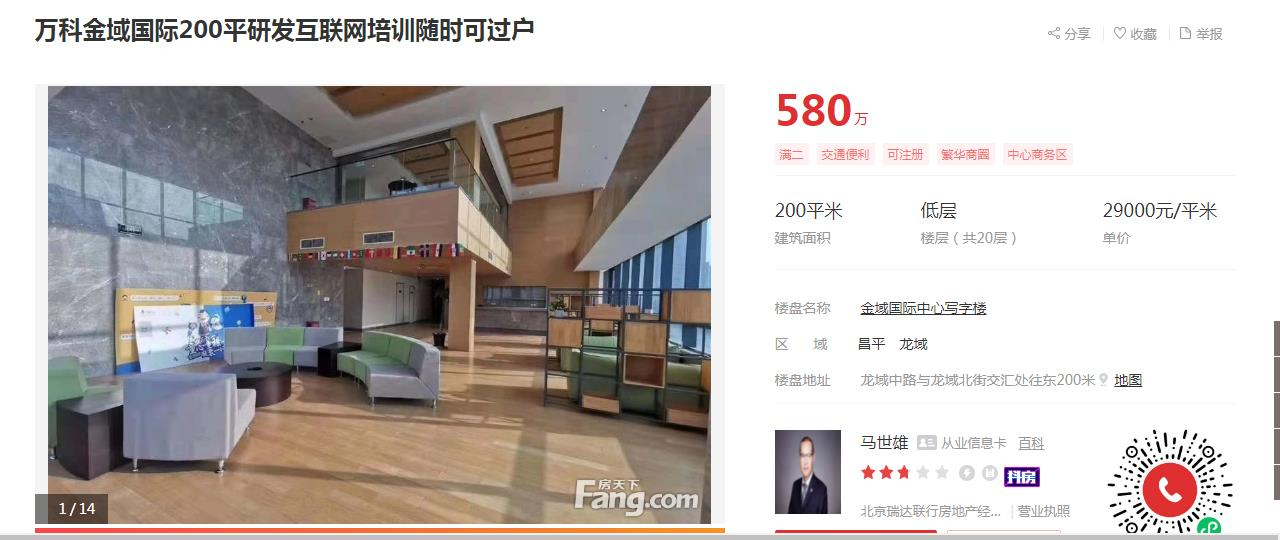 万科金域国际200平研发互联网培训随时可过户
分享
收藏
举报
580万
满二
交通便利
可注册
繁华商圈
中心商务区
200平米
低层
29000元/平米
建筑面积
楼层（共20层）
单价
楼盘名称
金域国际中心写字楼
区 域
昌平 龙域
楼盘地址
龙域中路与龙域北街交汇处往东200米
地图
马世雄
从业信息卡
百科
抖房
北京瑞达联行房地产经...
营业执照
房天下
Fang.com
1 / 14